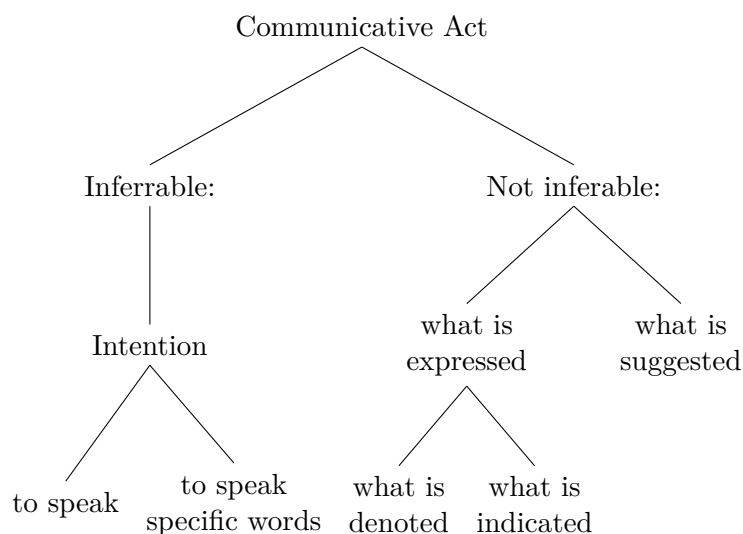 Communicative Act
Inferrable:
Not inferable:
Intention
what is
expressed
what is
suggested
to speak
to speak
specific words
what is
denoted
what is
indicated